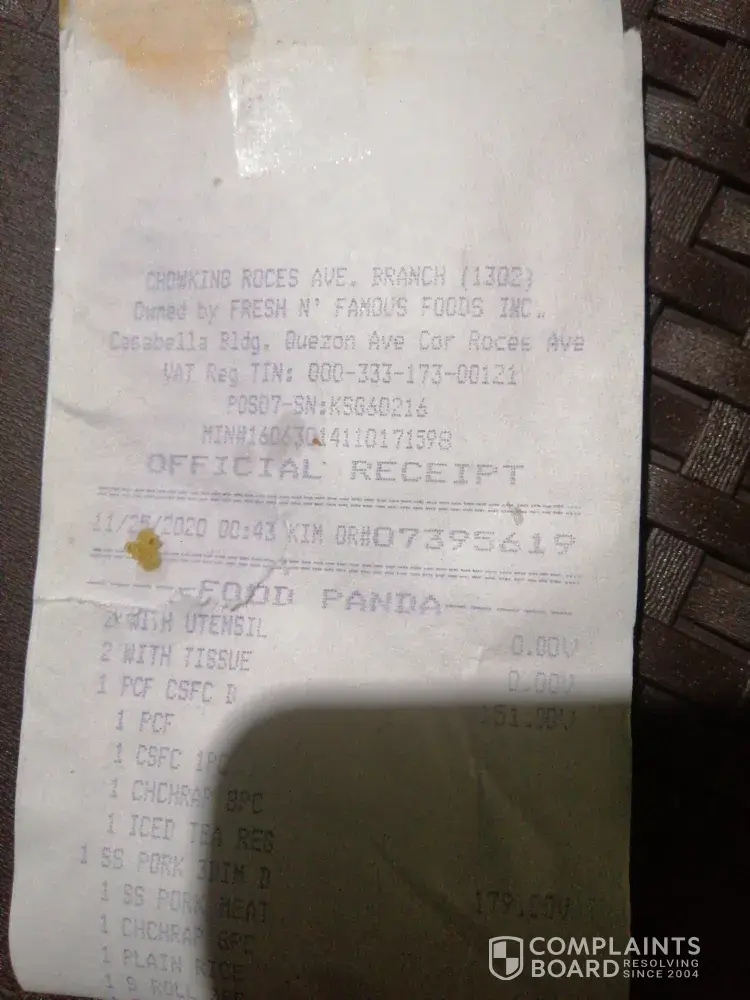 CHOWKING ROCES AVE. BRANCH (1302)
Owned by FRESH N' FAMOUS FOODS INC.
Casabella Bldg. Quezon Ave Cor Roces Ave
VAT Reg TIN: 000-333-173-00121
POS07-SN:KSG60216
MIN#16063014110171598
OFFICIAL RECEIPT
11/25/2020 00:43 KIM OR#07395619
-----FOOD PANDA-----
2 WITH UTENSIL 0.00V
2 WITH TISSUE 0.00V
1 PCF CSFC D 151.00V
1 PCF
1 CSFC 1PC
1 CHCHRAP 8PC
1 ICED TEA REG
1 SS PORK D 179.00V
1 SS PORK MEAT
1 CHCHRAP
1 PLAIN RICE
1 ROLL
COMPLAINTS
BOARD RESOLVING
SINCE 2004